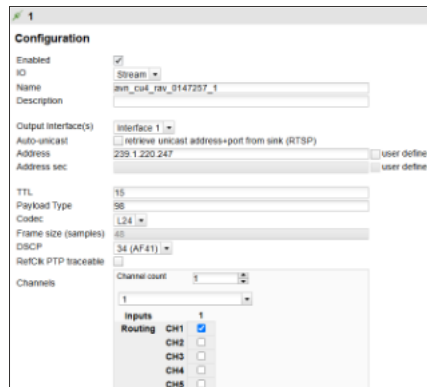 1
Configuration
Enabled
IO Stream
Name avn_cu4_rav_0147257_1
Description
Output Interface(s) Interface 1
Auto-unicast retrieve unicast address+port from sink (RTSP)
Address 239.1.220.247 user define
Address sec user define
TTL 15
Payload Type 98
Codec L24
Frame size (samples) 48
DSCP 34 (AF41)
RefClk PTP traceable
Channels Channel count 1
1
Inputs 1
Routing CH1
CH2
CH3
CH4
CH5